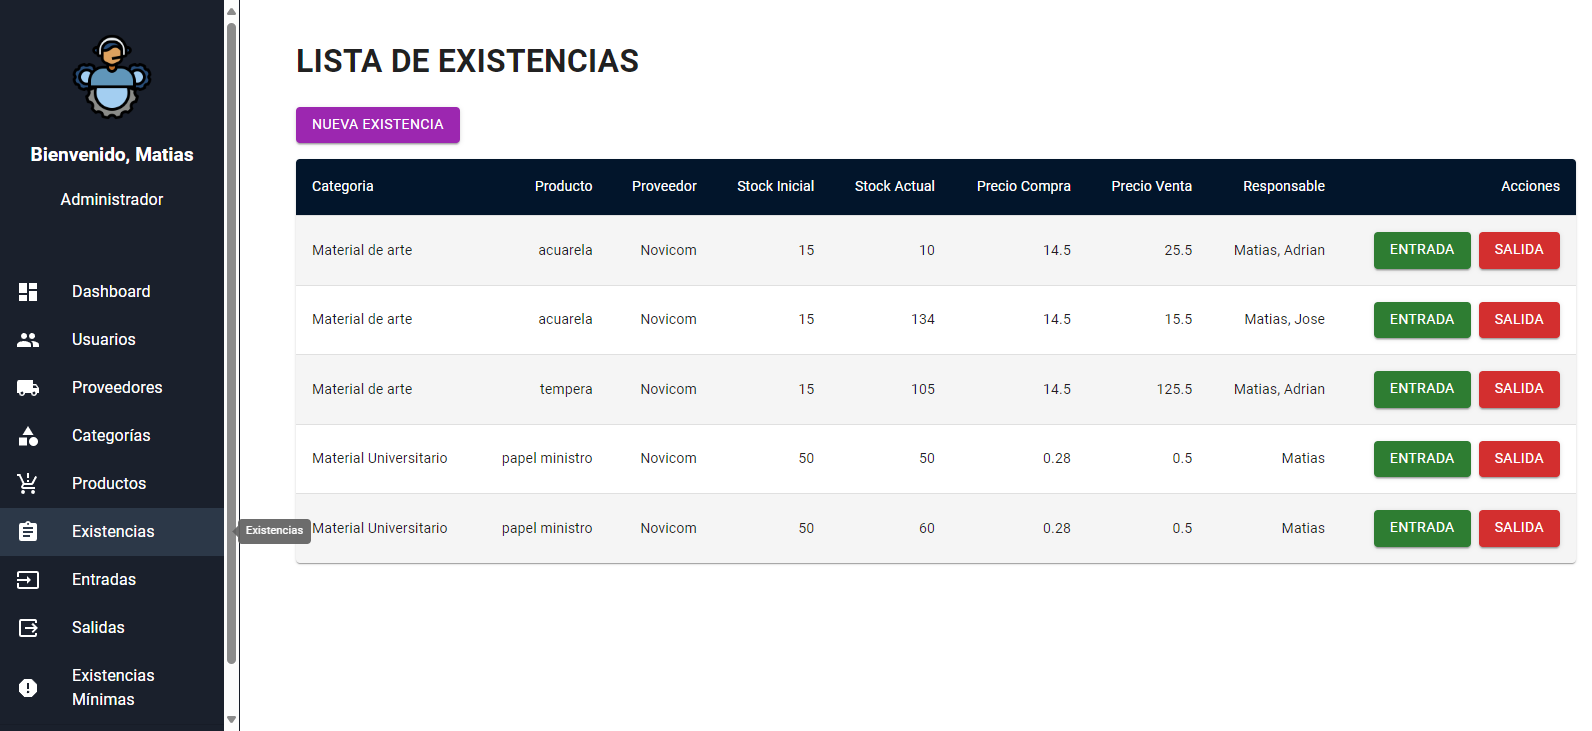 Bienvenido, Matias
Administrador
Dashboard
Usuarios
Proveedores
Categorías
Productos
Existencias
Entradas
Salidas
Existencias
Mínimas
Existencias
LISTA DE EXISTENCIAS
NUEVA EXISTENCIA
Categoria Producto Proveedor Stock Inicial Stock Actual Precio Compra Precio Venta Responsable Acciones
Material de arte acuarela Novicom 15 10 14.5 25.5 Matias, Adrian ENTRADA SALIDA
Material de arte acuarela Novicom 15 134 14.5 15.5 Matias, Jose ENTRADA SALIDA
Material de arte tempera Novicom 15 105 14.5 125.5 Matias, Adrian ENTRADA SALIDA
Material Universitario papel ministro Novicom 50 50 0.28 0.5 Matias ENTRADA SALIDA
Material Universitario papel ministro Novicom 50 60 0.28 0.5 Matias ENTRADA SALIDA